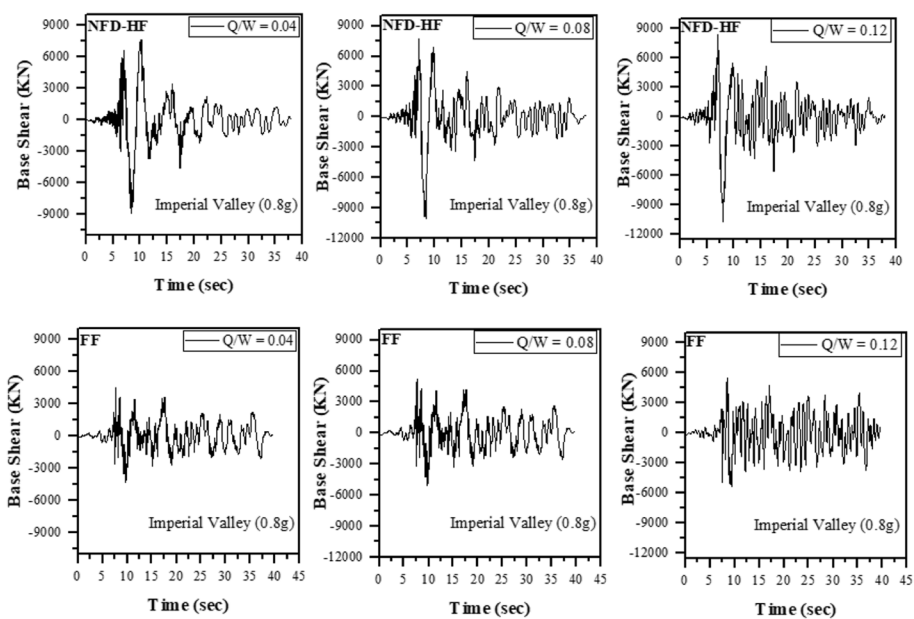 NFD-HF
Q/W = 0.04
Base Shear (KN)
9000
6000
3000
0
-3000
-6000
-9000
Imperial Valley (0.8g)
0 5 10 15 20 25 30 35 40
Time (sec)
NFD-HF
Q/W = 0.08
Base Shear (KN)
9000
6000
3000
0
-3000
-6000
-9000
-12000
Imperial Valley (0.8g)
0 5 10 15 20 25 30 35 40
Time (sec)
NFD-HF
Q/W = 0.12
Base Shear (KN)
9000
6000
3000
0
-3000
-6000
-9000
-12000
Imperial Valley (0.8g)
0 5 10 15 20 25 30 35 40
Time (sec)
FF
Q/W = 0.04
Base Shear (KN)
9000
6000
3000
0
-3000
-6000
-9000
Imperial Valley (0.8g)
0 5 10 15 20 25 30 35 40 45
Time (sec)
FF
Q/W = 0.08
Base Shear (KN)
9000
6000
3000
0
-3000
-6000
-9000
-12000
Imperial Valley (0.8g)
0 5 10 15 20 25 30 35 40 45
Time (sec)
FF
Q/W = 0.12
Base Shear (KN)
9000
6000
3000
0
-3000
-6000
-9000
-12000
Imperial Valley (0.8g)
0 5 10 15 20 25 30 35 40 45
Time (sec)